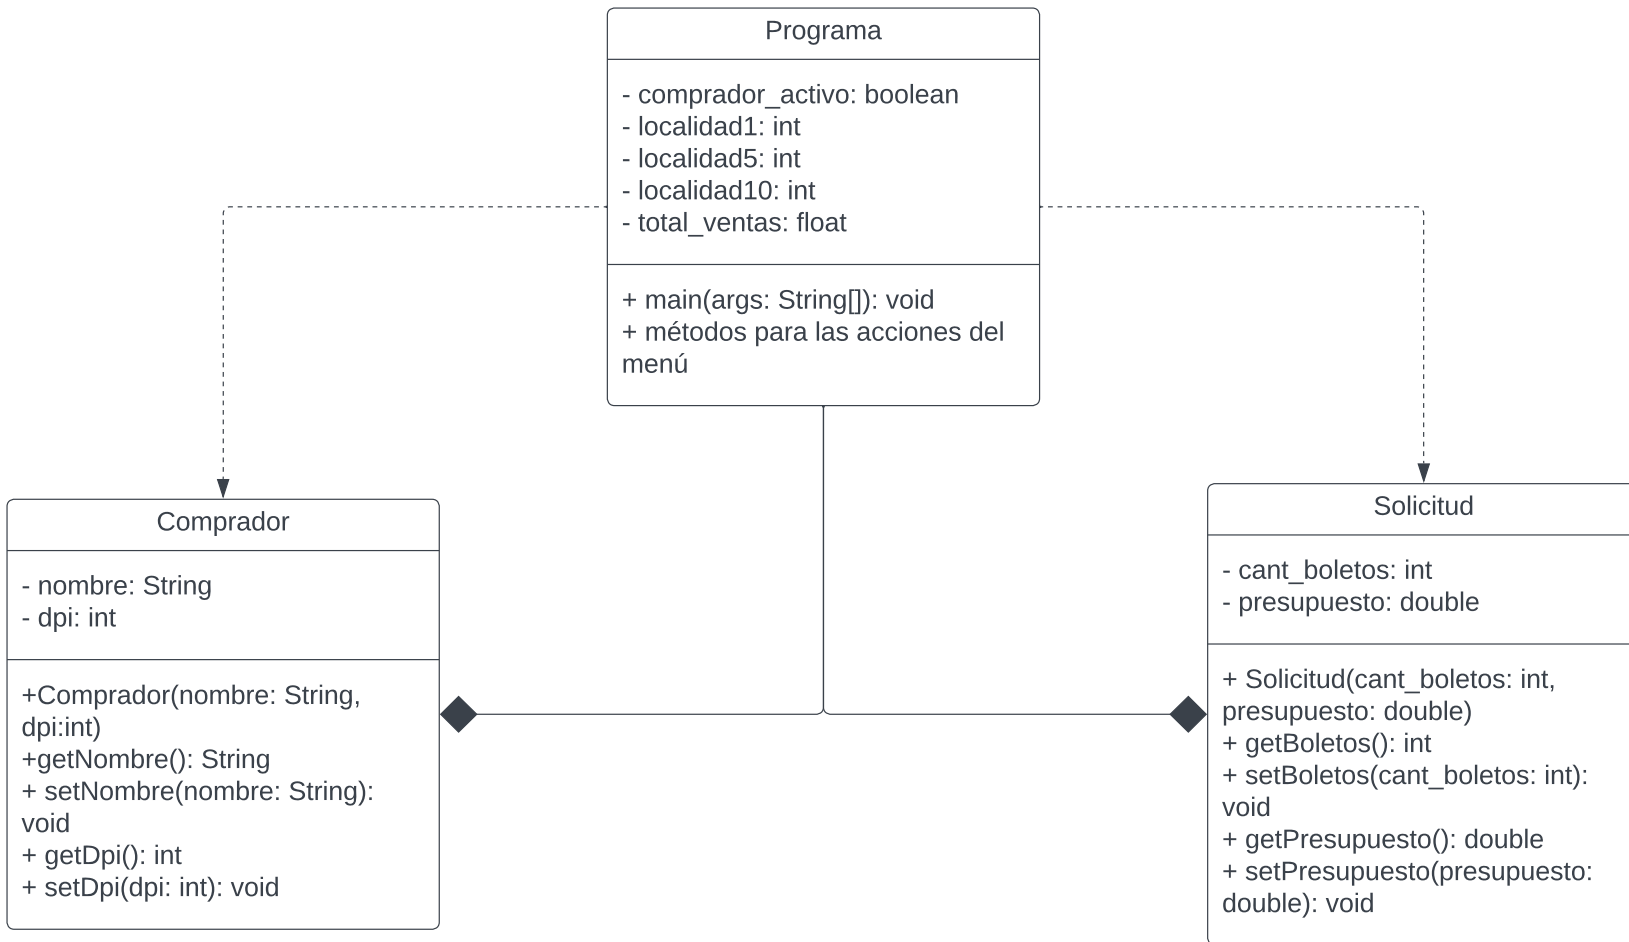 Programa
- comprador_activo: boolean
- localidad1: int
- localidad5: int
- localidad10: int
- total_ventas: float
+ main(args: String[]): void
+ métodos para las acciones del
menú
Comprador
- nombre: String
- dpi: int
+Comprador(nombre: String,
dpi:int)
+getNombre(): String
+ setNombre(nombre: String):
void
+ getDpi(): int
+ setDpi(dpi: int): void
Solicitud
- cant_boletos: int
- presupuesto: double
+ Solicitud(cant_boletos: int,
presupuesto: double)
+ getBoletos(): int
+ setBoletos(cant_boletos: int):
void
+ getPresupuesto(): double
+ setPresupuesto(presupuesto:
double): void